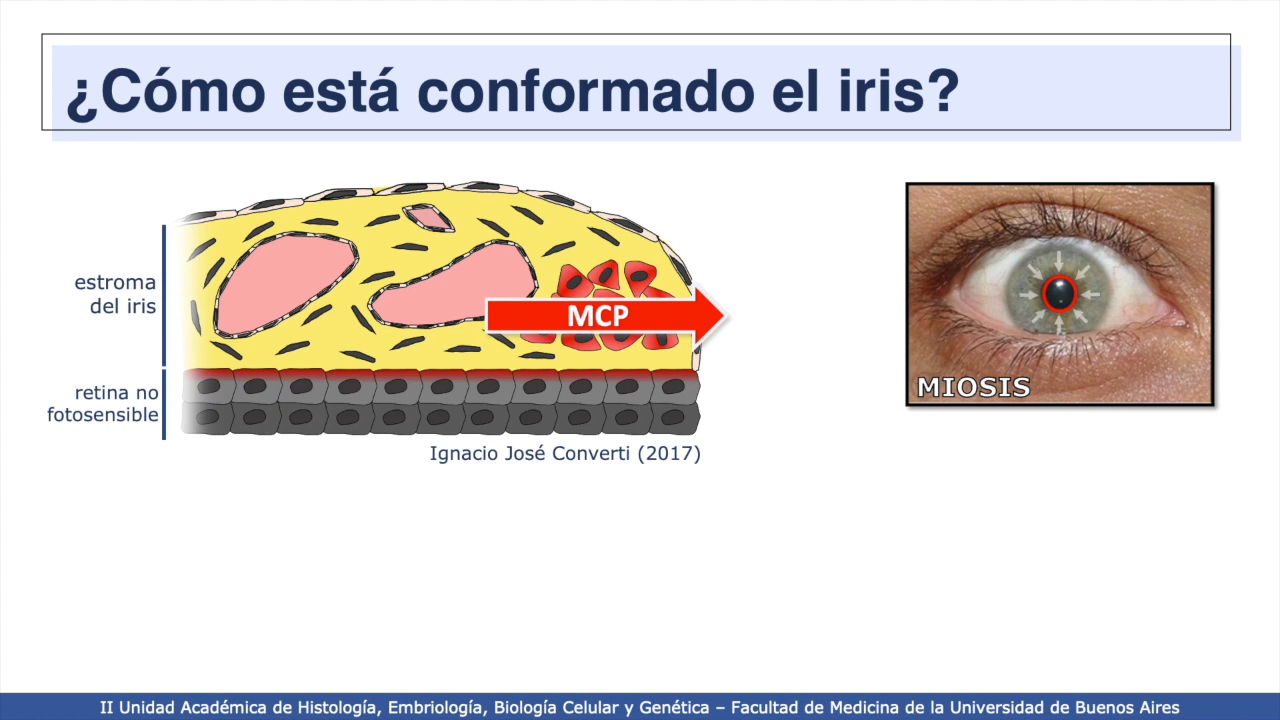 ¿Cómo está conformado el iris?
estroma
del iris
MCP
retina no
fotosensible
Ignacio José Converti (2017)
MIOSIS
II Unidad Académica de Histología, Embriología, Biología Celular y Genética – Facultad de Medicina de la Universidad de Buenos Aires